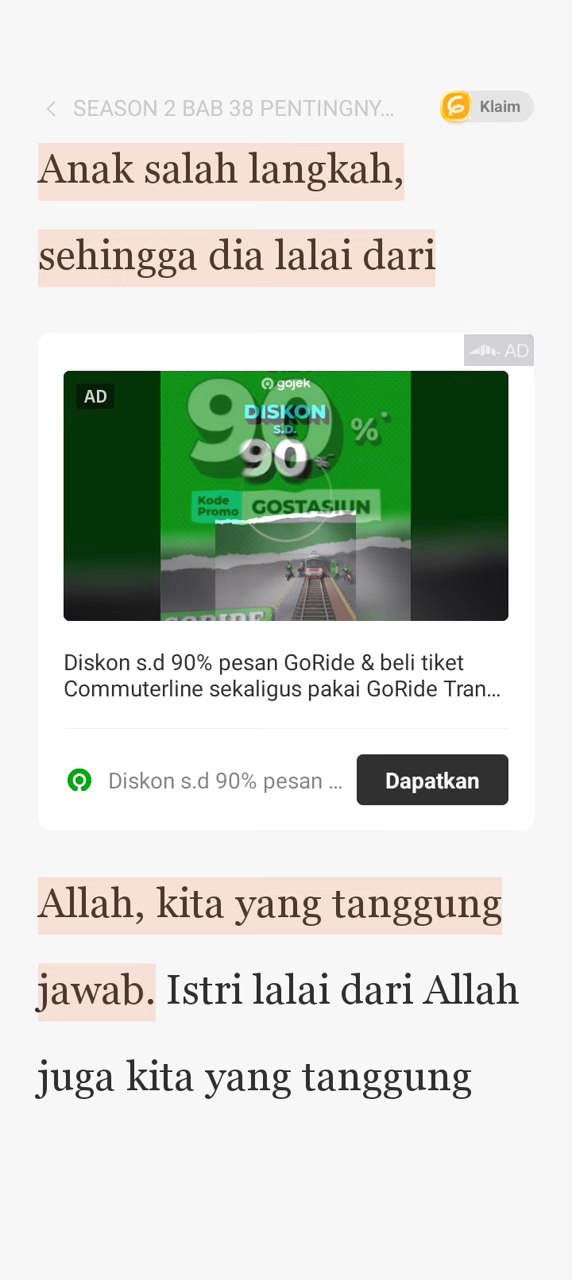 SEASON 2 BAB 38 PENTINGNY...
Klaim
Anak salah langkah,
sehingga dia lalai dari
AD
AD
gojek
90
%*
DISKON
S.D.
90
Kode
Promo
GOSTASIUN
GORIDE
Diskon s.d 90% pesan GoRide & beli tiket
Commuterline sekaligus pakai GoRide Tran...
Diskon s.d 90% pesan ...
Dapatkan
Allah, kita yang tanggung
jawab. Istri lalai dari Allah
juga kita yang tanggung